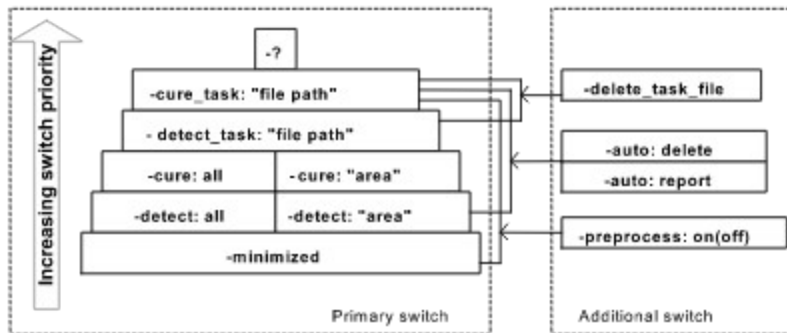 Increasing switch priority
-?
-cure_task: "file path"
- detect_task: "file path"
-cure: all
-cure: "area"
-detect: all
-detect: "area"
-minimized
Primary switch
-delete_task_file
-auto: delete
-auto: report
-preprocess: on(off)
Additional switch